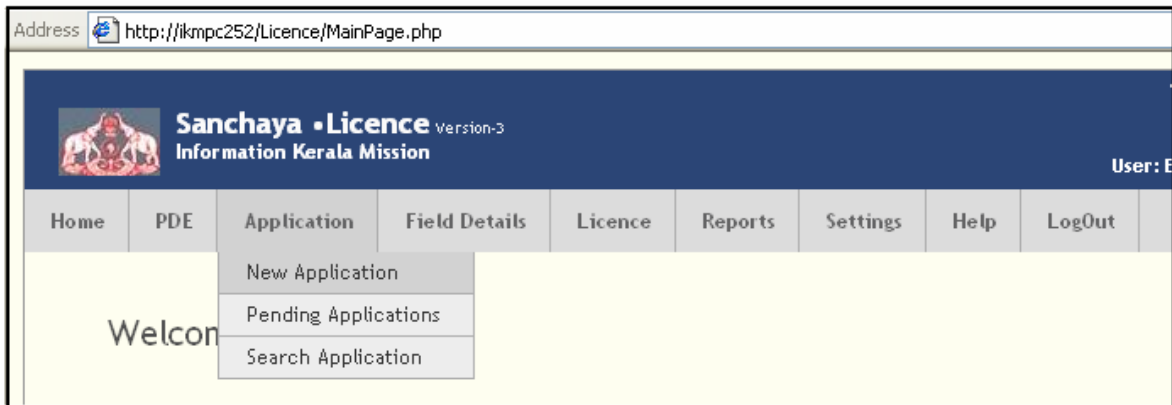 Address http://ikmpc252/Licence/MainPage.php
Sanchaya • Licence Version-3
Information Kerala Mission
User:
Home PDE Application Field Details Licence Reports Settings Help LogOut
New Application
Pending Applications
Search Application